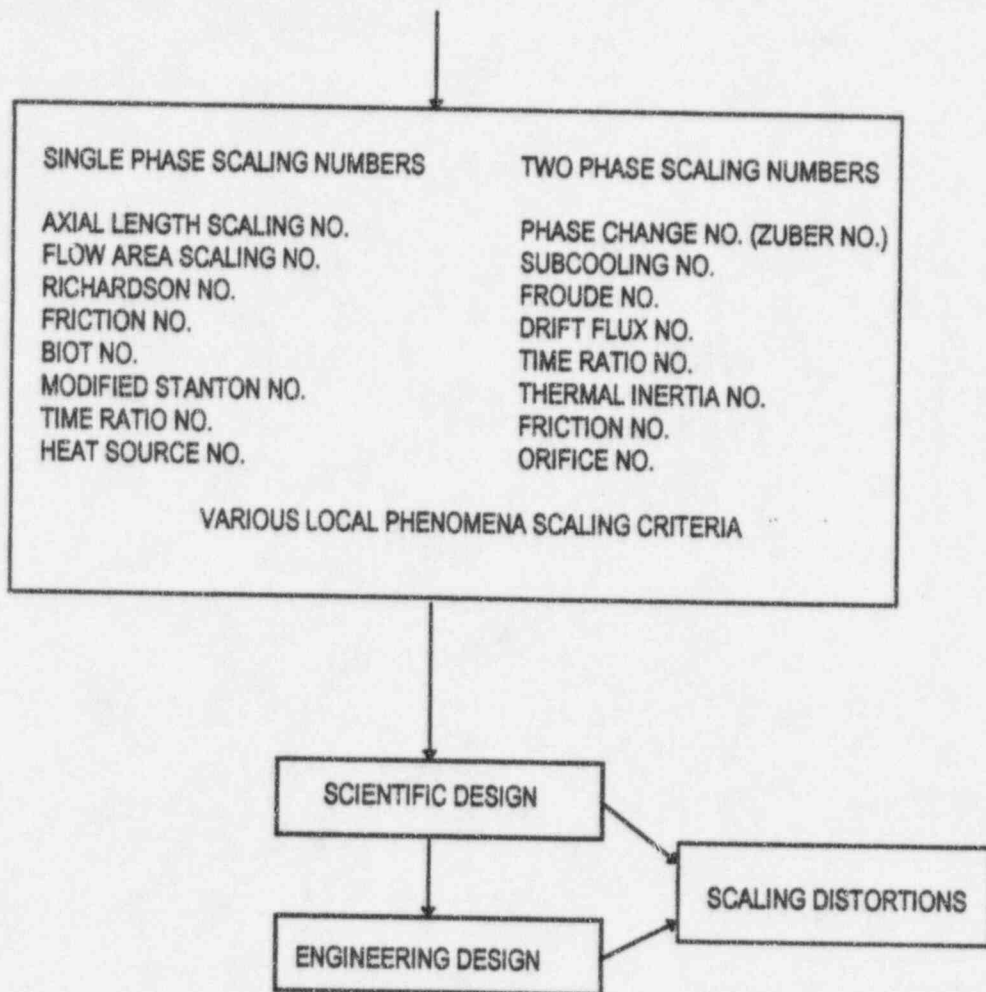 SINGLE PHASE SCALING NUMBERS
AXIAL LENGTH SCALING NO.
FLOW AREA SCALING NO.
RICHARDSON NO.
FRICTION NO.
BIOT NO.
MODIFIED STANTON NO.
TIME RATIO NO.
HEAT SOURCE NO.
TWO PHASE SCALING NUMBERS
PHASE CHANGE NO. (ZUBER NO.)
SUBCOOLING NO.
FROUDE NO.
DRIFT FLUX NO.
TIME RATIO NO.
THERMAL INERTIA NO.
FRICTION NO.
ORIFICE NO.
VARIOUS LOCAL PHENOMENA SCALING CRITERIA
SCIENTIFIC DESIGN
SCALING DISTORTIONS
ENGINEERING DESIGN